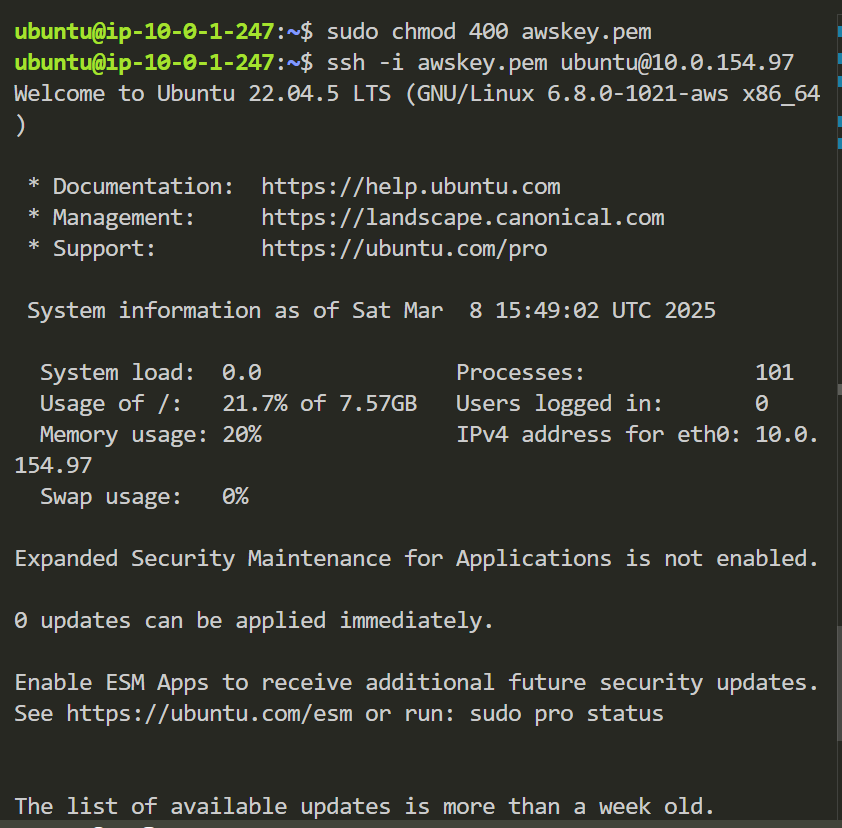 ubuntu@ip-10-0-1-247:~$ sudo chmod 400 awskey.pem
ubuntu@ip-10-0-1-247:~$ ssh -i awskey.pem ubuntu@10.0.154.97
Welcome to Ubuntu 22.04.5 LTS (GNU/Linux 6.8.0-1021-aws x86_64
)
* Documentation:  https://help.ubuntu.com
* Management:     https://landscape.canonical.com
* Support:        https://ubuntu.com/pro
System information as of Sat Mar  8 15:49:02 UTC 2025
System load:  0.0               Processes:             101
Usage of /:   21.7% of 7.57GB   Users logged in:       0
Memory usage: 20%               IPv4 address for eth0: 10.0.
154.97
Swap usage:   0%
Expanded Security Maintenance for Applications is not enabled.
0 updates can be applied immediately.
Enable ESM Apps to receive additional future security updates.
See https://ubuntu.com/esm or run: sudo pro status
The list of available updates is more than a week old.